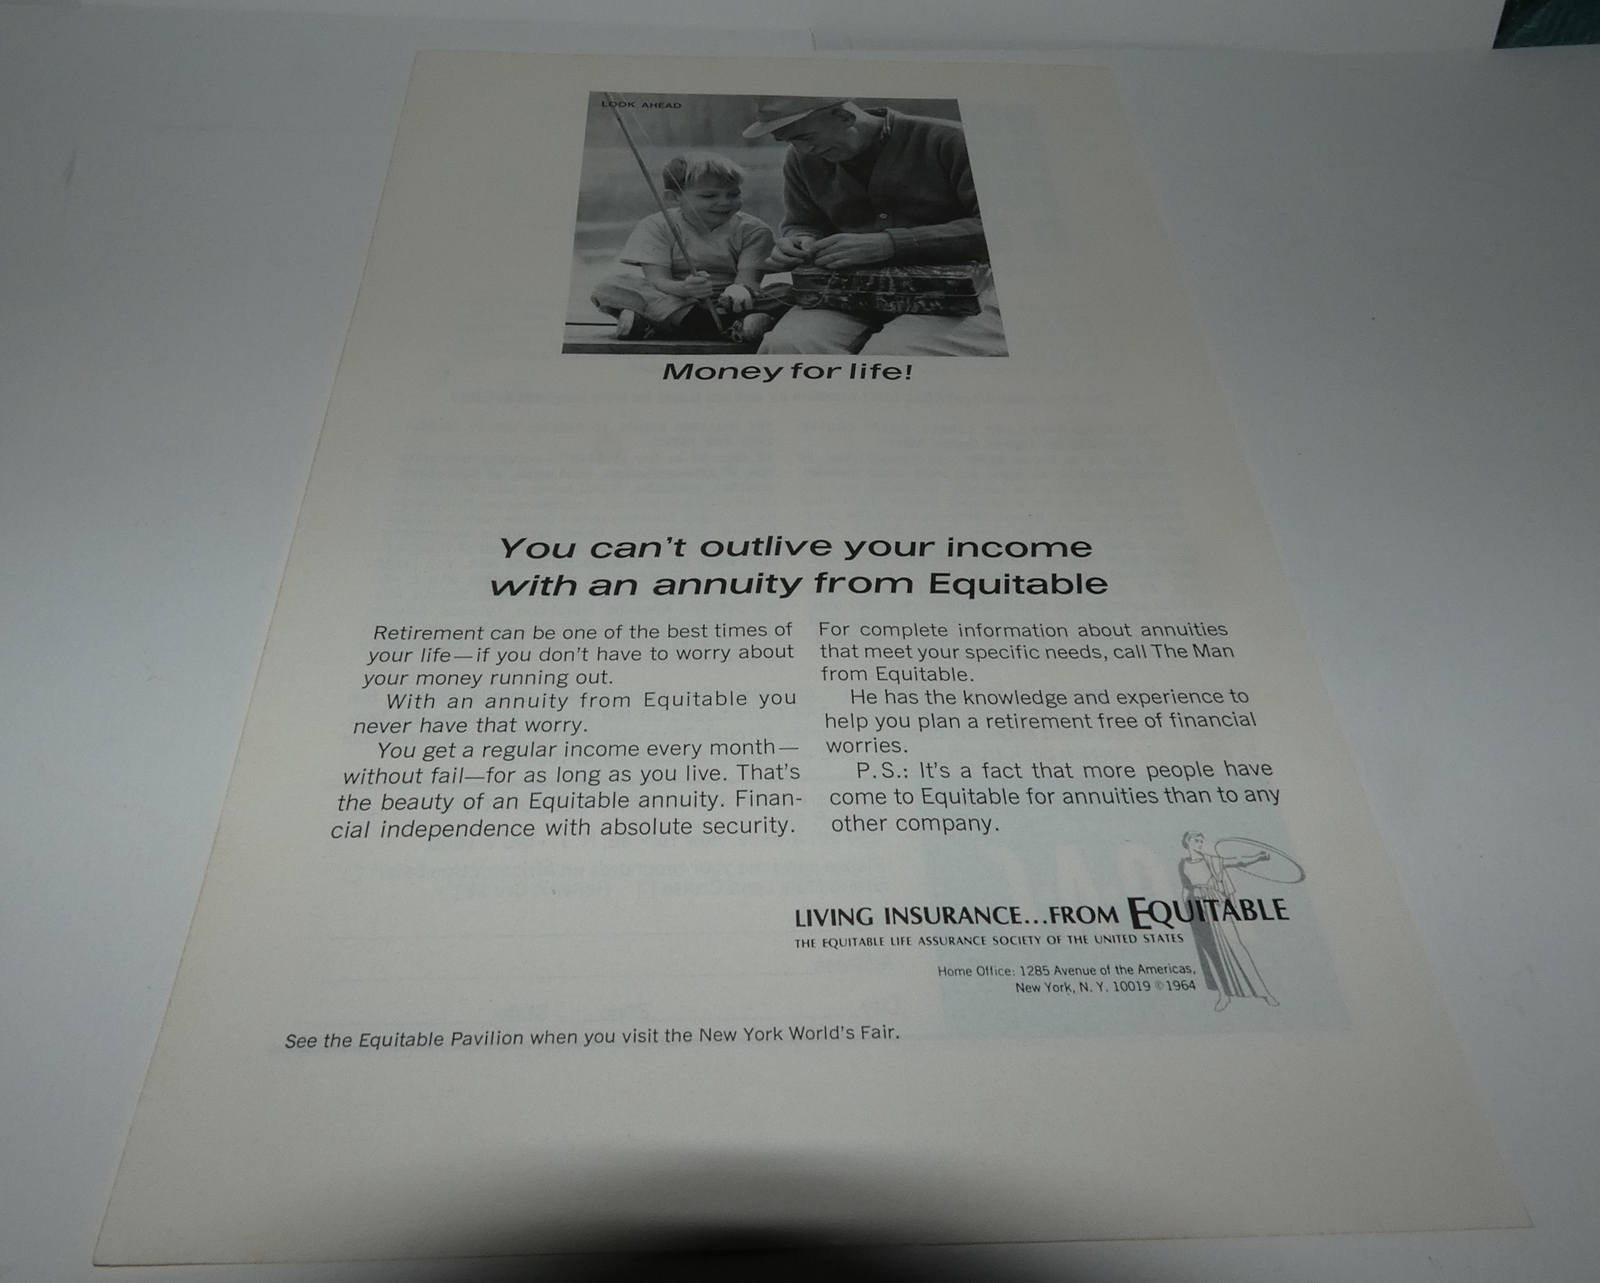 LOOK AHEAD
Money for life!
You can't outlive your income
with an annuity from Equitable
Retirement can be one of the best times of
your life—if you don't have to worry about
your money running out.
With an annuity from Equitable you
never have that worry.
You get a regular income every month—
without fail—for as long as you live. That's
the beauty of an Equitable annuity. Finan-
cial independence with absolute security.
For complete information about annuities
that meet your specific needs, call The Man
from Equitable.
He has the knowledge and experience to
help you plan a retirement free of financial
worries.
P.S.: It's a fact that more people have
come to Equitable for annuities than to any
other company.
LIVING INSURANCE...FROM EQUITABLE
THE EQUITABLE LIFE ASSURANCE SOCIETY OF THE UNITED STATES
Home Office: 1285 Avenue of the Americas,
New York, N. Y. 10019 ©1964
See the Equitable Pavilion when you visit the New York World's Fair.